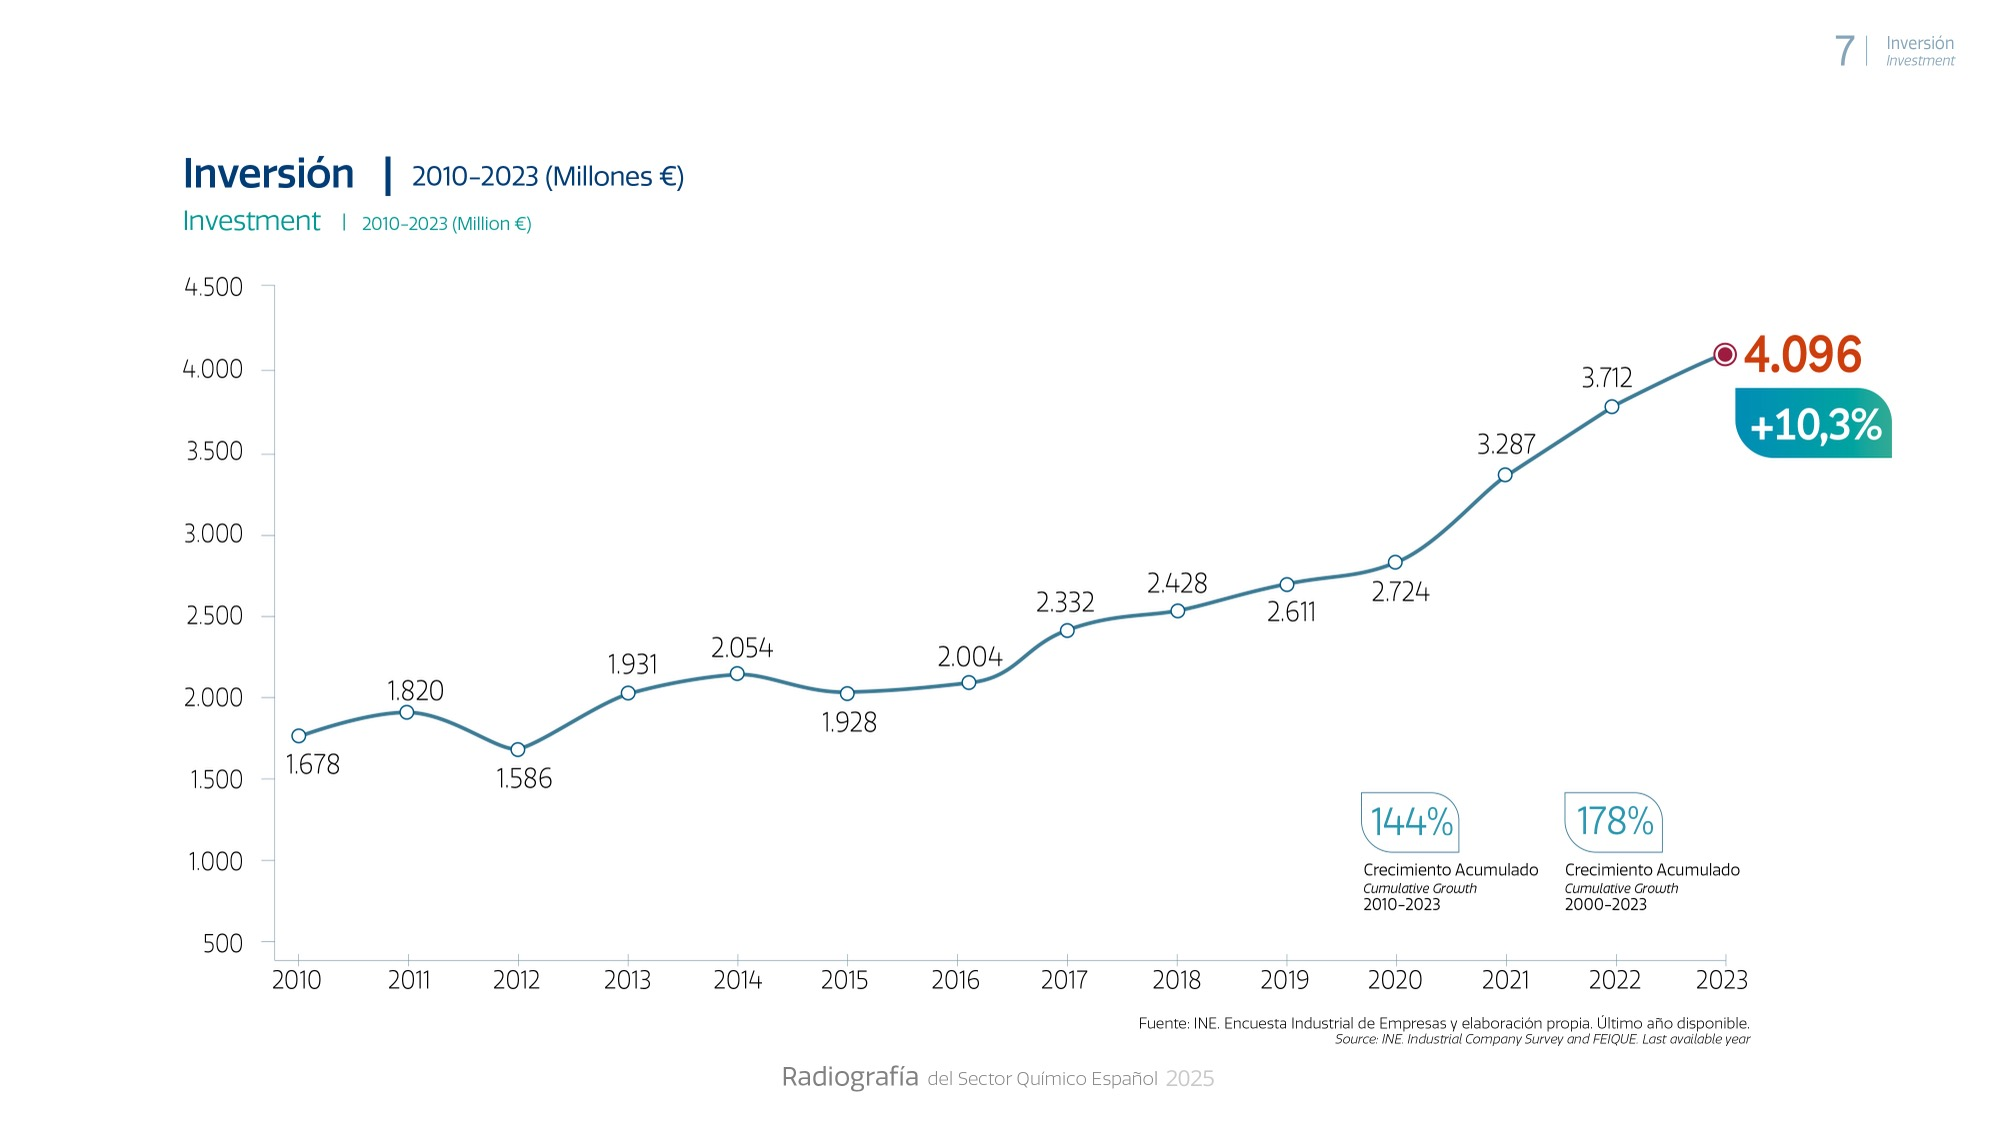 7 | Inversión
Investment
Inversión | 2010-2023 (Millones €)
Investment | 2010-2023 (Million €)
4.500
4.000
3.500
3.000
2.500
2.000
1.500
1.000
500
1.678
1.820
1.586
1.931
2.054
1.928
2.004
2.332
2.428
2.611
2.724
3.287
3.712
4.096
+10,3%
144%
Crecimiento Acumulado
Cumulative Growth
2010-2023
178%
Crecimiento Acumulado
Cumulative Growth
2000-2023
2010 2011 2012 2013 2014 2015 2016 2017 2018 2019 2020 2021 2022 2023
Fuente: INE. Encuesta Industrial de Empresas y elaboración propia. Último año disponible.
Source: INE. Industrial Company Survey and FEIQUE. Last available year
Radiografía del Sector Químico Español 2025